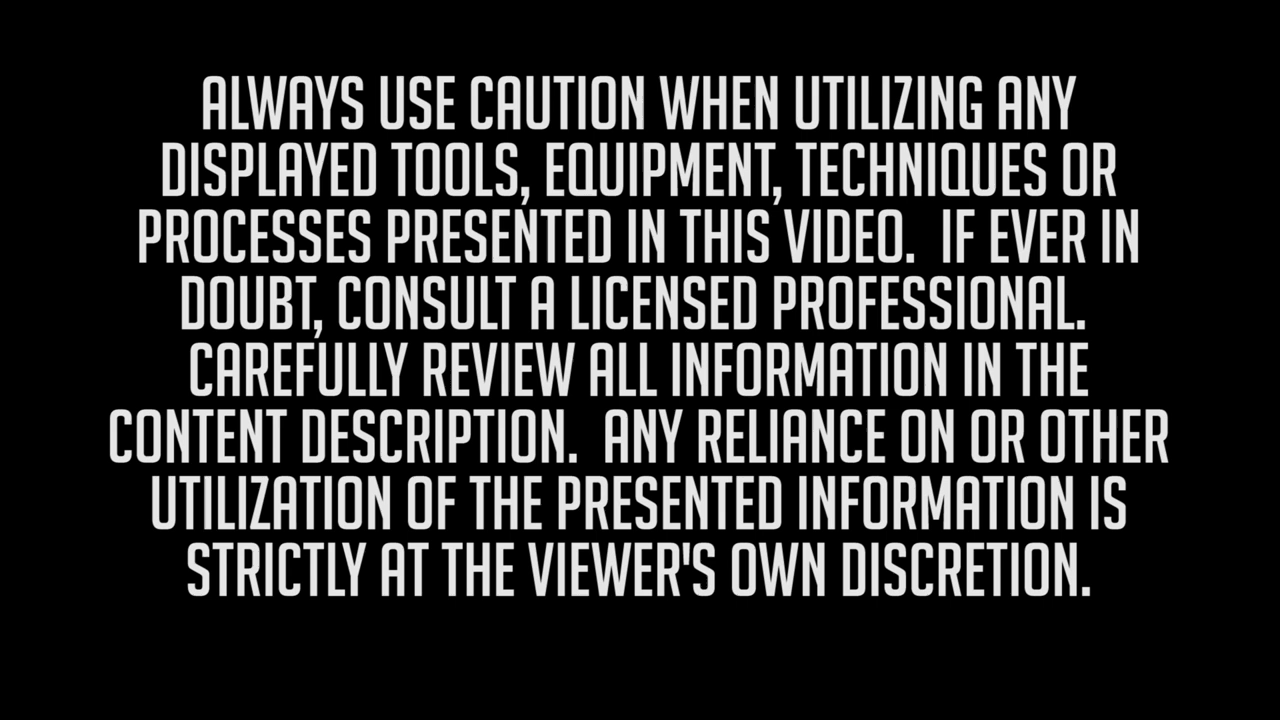 ALWAYS USE CAUTION WHEN UTILIZING ANY
DISPLAYED TOOLS, EQUIPMENT, TECHNIQUES OR
PROCESSES PRESENTED IN THIS VIDEO.  IF EVER IN
DOUBT, CONSULT A LICENSED PROFESSIONAL.
CAREFULLY REVIEW ALL INFORMATION IN THE
CONTENT DESCRIPTION.  ANY RELIANCE ON OR OTHER
UTILIZATION OF THE PRESENTED INFORMATION IS
STRICTLY AT THE VIEWER'S OWN DISCRETION.